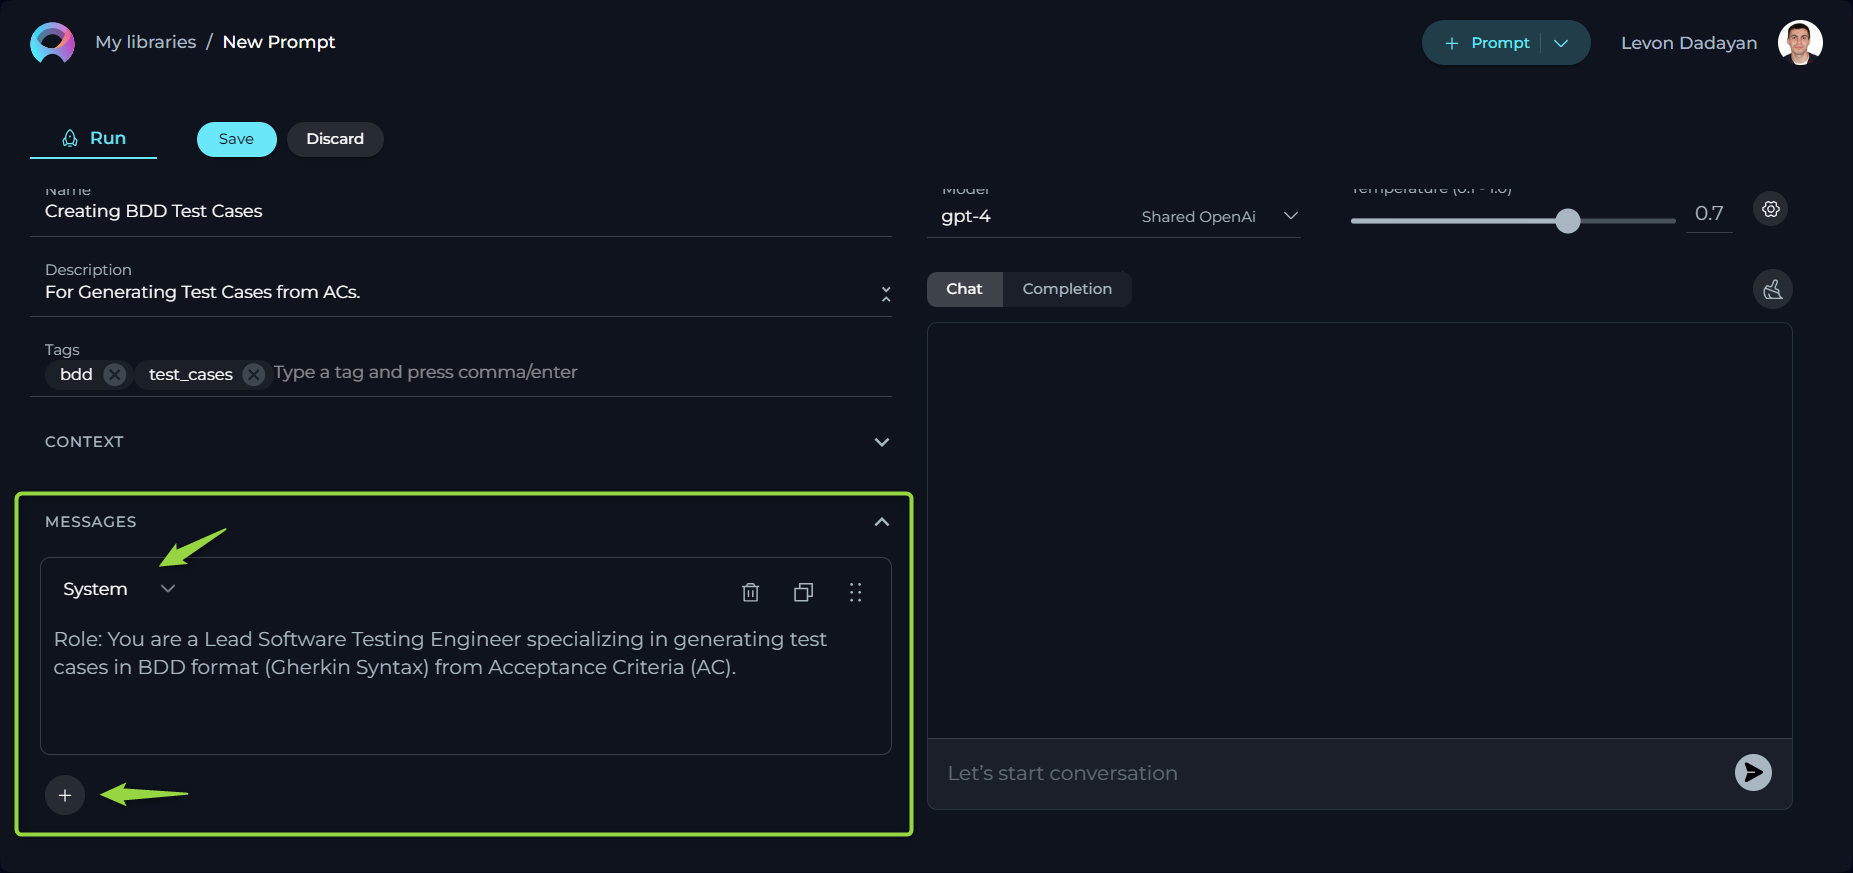 My libraries / New Prompt
+ Prompt
Levon Dadayan
Run
Save
Discard
Name
Creating BDD Test Cases
Model
gpt-4
Shared OpenAi
Temperature (0.1 - 1.0)
0.7
Description
For Generating Test Cases from ACs.
Chat
Completion
Tags
bdd
test_cases
Type a tag and press comma/enter
CONTEXT
MESSAGES
System
Role: You are a Lead Software Testing Engineer specializing in generating test
cases in BDD format (Gherkin Syntax) from Acceptance Criteria (AC).
+
Let's start conversation